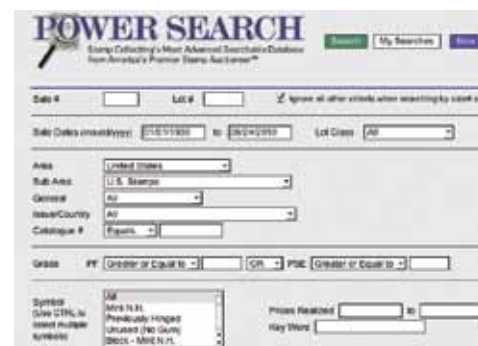 POWER SEARCH
Stamp Collecting's Most Advanced Searchable Database
from America's Premier Stamp Auctioneer™
Search My Searches
Sale # Lot # Ignore all other criteria when searching by
Sale Dates 01/01/1930 to Lot Class All
Area United States
Sub Area U.S. Stamps
General All
Issue/Country All
Catalogue # Equals
Grade PF Greater or Equal to OR PSE Greater or Equal to
Symbol All
(Use CTRL to Mint N.H.
select multiple Previously Hinged
symbols) Unused (No Gum)
Block - Mint N.H.
Prices Realized to
Key Word